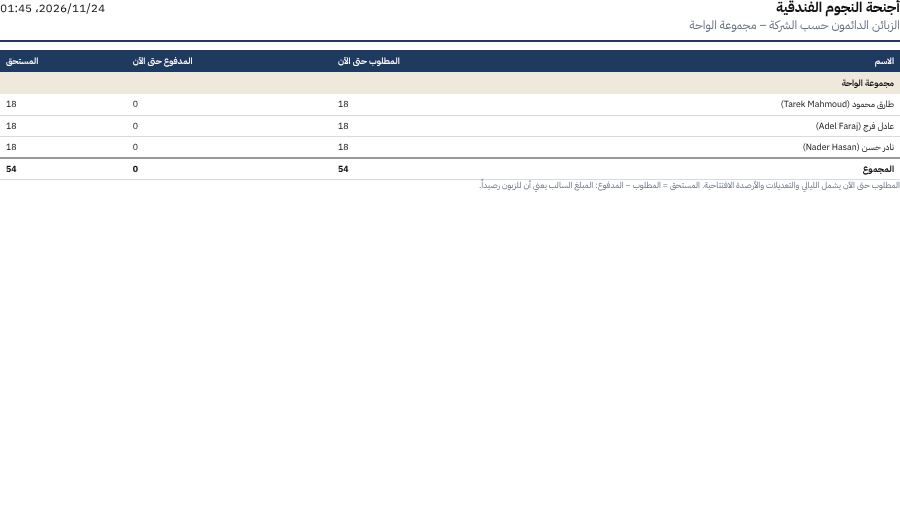 أجنحة النجوم الفندقية
01:45 ،2026/11/24
الزبائن الدائمون حسب الشركة – مجموعة الواحة
الاسم المطلوب حتى الآن المدفوع حتى الآن المستحق
مجموعة الواحة
طارق محمود (Tarek Mahmoud) 18 0 18
عادل فرج (Adel Faraj) 18 0 18
نادر حسن (Nader Hasan) 18 0 18
المجموع 54 0 54
المطلوب حتى الآن يشمل الليالي والتعديلات والأرصدة الافتتاحية. المستحق = المطلوب – المدفوع؛ المبلغ السالب يعني أن للزبون رصيداً.